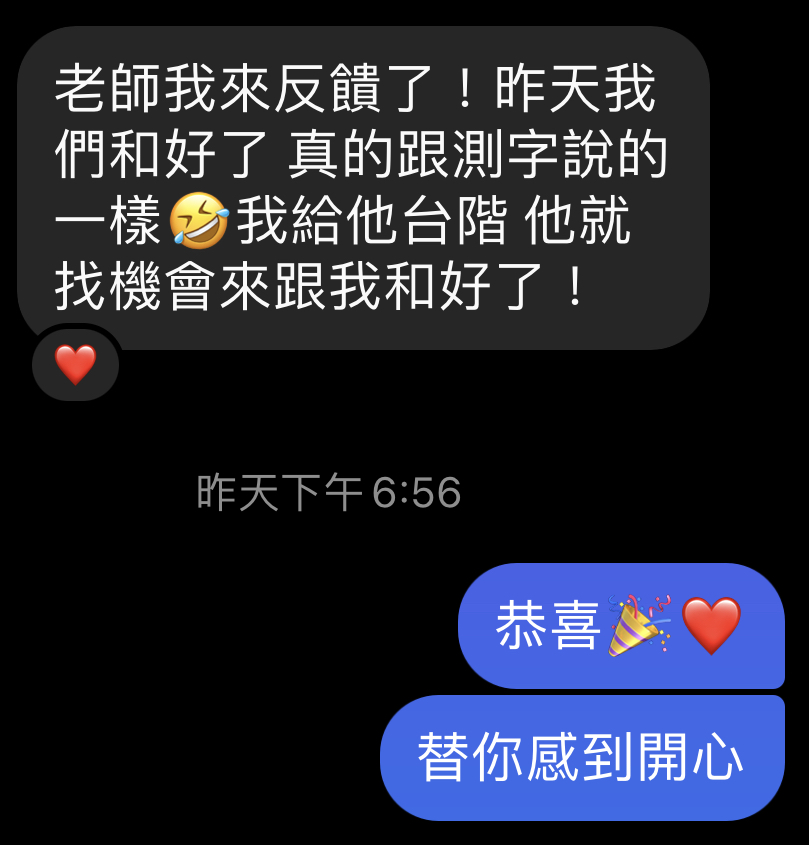 老師我來反饋了！昨天我
們和好了 真的跟測字說的
一樣🤣我給他台階 他就
找機會來跟我和好了！
❤️
昨天下午 6:56
恭喜🎉❤️
替你感到開心